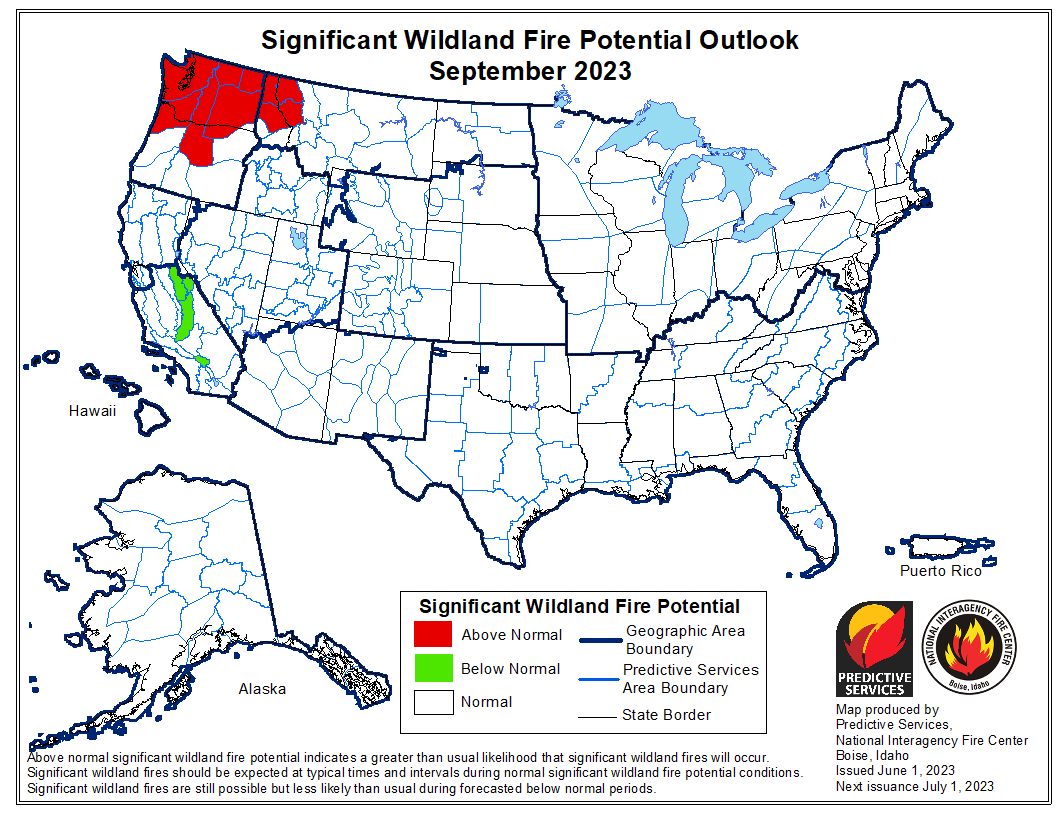 Significant Wildland Fire Potential Outlook
September 2023
Hawaii
Puerto Rico
Alaska
Significant Wildland Fire Potential
Above Normal
Below Normal
Normal
Geographic Area
Boundary
Predictive Services
Area Boundary
State Border
PREDICTIVE
SERVICES
NATIONAL INTERAGENCY FIRE CENTER
Boise, Idaho
Map produced by
Predictive Services,
National Interagency Fire Center
Boise, Idaho
Issued June 1, 2023
Next issuance July 1, 2023
Above normal significant wildland fire potential indicates a greater than usual likelihood that significant wildland fires will occur.
Significant wildland fires should be expected at typical times and intervals during normal significant wildland fire potential conditions.
Significant wildland fires are still possible but less likely than usual during forecasted below normal periods.